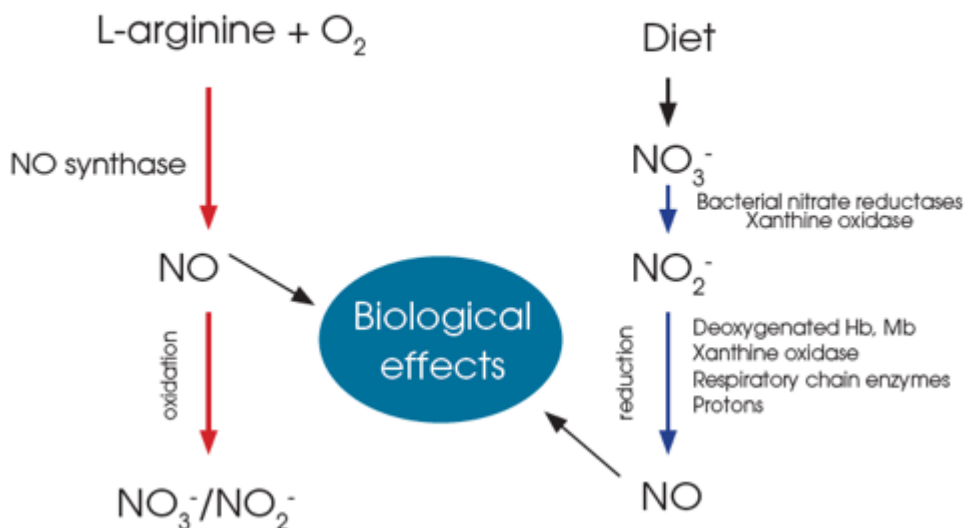 L-arginine + O₂
NO synthase
NO
oxidation
NO₃⁻/NO₂⁻
Biological
effects
Diet
NO₃⁻
Bacterial nitrate reductases
Xanthine oxidase
NO₂⁻
reduction
Deoxygenated Hb, Mb
Xanthine oxidase
Respiratory chain enzymes
Protons
NO